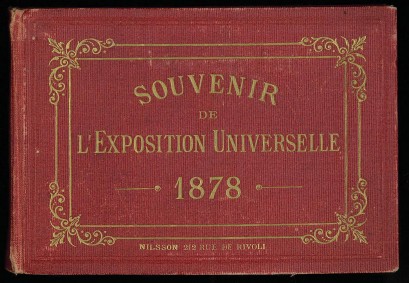 SOUVENIR
DE
L'EXPOSITION UNIVERSELLE
1878
NILSSON 212 RUE DE RIVOLI